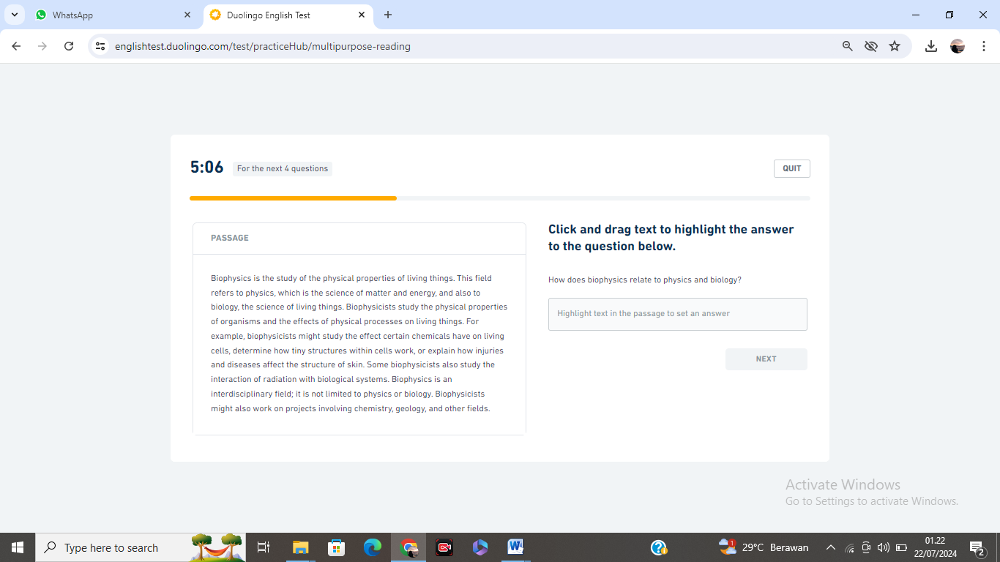 WhatsApp
Duolingo English Test
englishtest.duolingo.com/test/practiceHub/multipurpose-reading
5:06
For the next 4 questions
QUIT
PASSAGE
Biophysics is the study of the physical properties of living things. This field
refers to physics, which is the science of matter and energy, and also to
biology, the science of living things. Biophysicists study the physical properties
of organisms and the effects of physical processes on living things. For
example, biophysicists might study the effect certain chemicals have on living
cells, determine how tiny structures within cells work, or explain how injuries
and diseases affect the structure of skin. Some biophysicists also study the
interaction of radiation with biological systems. Biophysics is an
interdisciplinary field; it is not limited to physics or biology. Biophysicists
might also work on projects involving chemistry, geology, and other fields.
Click and drag text to highlight the answer
to the question below.
How does biophysics relate to physics and biology?
Highlight text in the passage to set an answer
NEXT
Activate Windows
Go to Settings to activate Windows.
Type here to search
1
29°C Berawan
01.22
22/07/2024
2